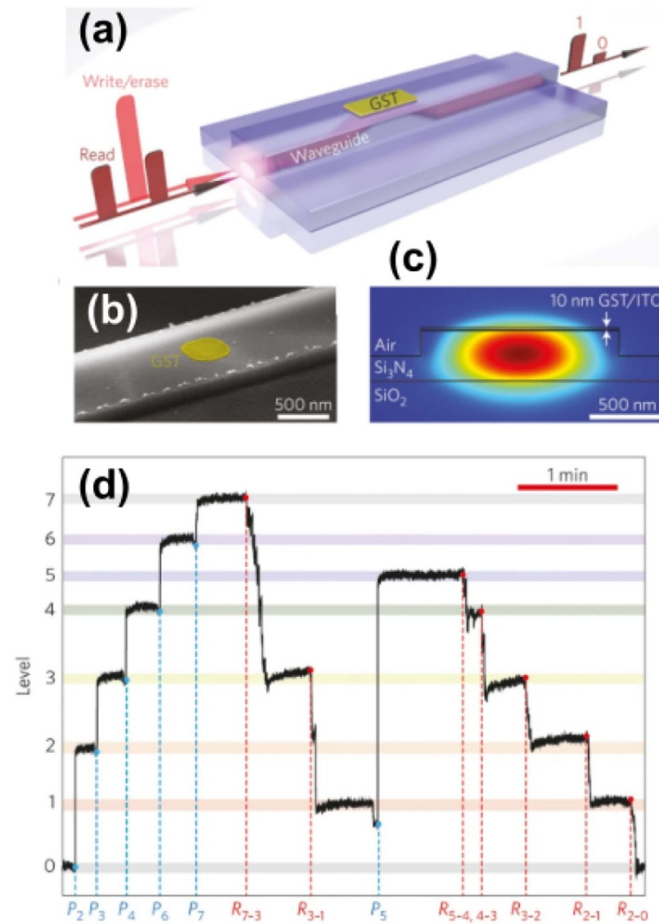 (a)
Write/erase
Read
GST
Waveguide
1
0
(b)
GST
500 nm
(c)
10 nm GST/ITO
Air
Si₃N₄
SiO₂
500 nm
(d)
1 min
Level
7
6
5
4
3
2
1
0
P₂ P₃ P₄ P₆ P₇ R₇₋₃ R₃₋₁ P₅ R₅₋₄, ₄₋₃ R₃₋₂ R₂₋₁ R₂₋₀